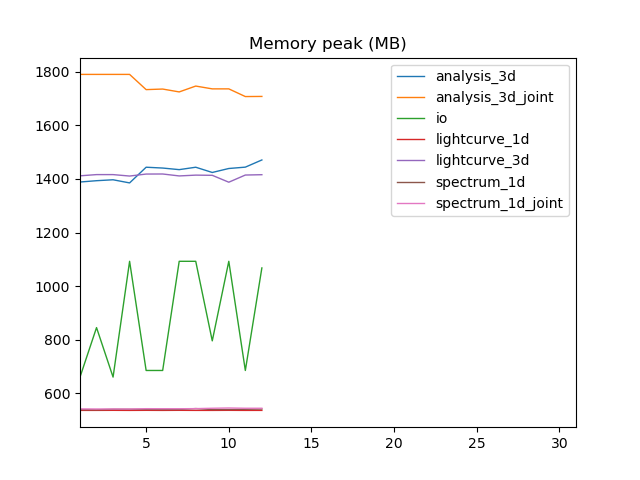 Memory peak (MB)
1800
1600
1400
1200
1000
800
600
5
10
15
20
25
30
analysis_3d
analysis_3d_joint
io
lightcurve_1d
lightcurve_3d
spectrum_1d
spectrum_1d_joint